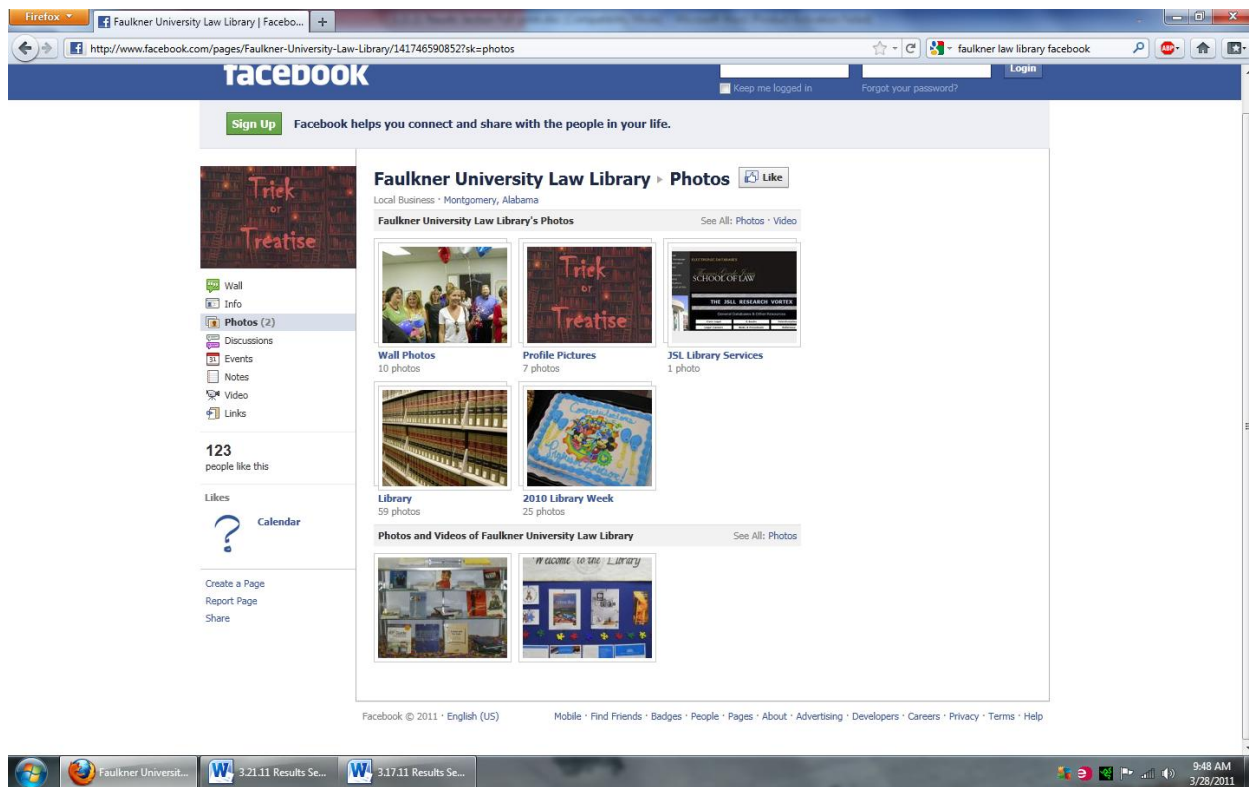 Firefox
Faulkner University Law Library | Facebo...
http://www.facebook.com/pages/Faulkner-University-Law-Library/141746590852?sk=photos
faulkner law library facebook
ABP
facebook
Login
Keep me logged in
Forgot your password?
Sign Up
Facebook helps you connect and share with the people in your life.
Trick
or
Treatise
Faulkner University Law Library
Photos
Like
Local Business · Montgomery, Alabama
Faulkner University Law Library's Photos
See All: Photos · Video
Wall
Info
Photos (2)
Discussions
Events
Notes
Video
Links
Trick
or
Treatise
SCHOOL OF LAW
THE JSLL RESEARCH VORTEX
Wall Photos
10 photos
Profile Pictures
7 photos
JSL Library Services
1 photo
123
people like this
Likes
Calendar
Congratulations
Library
59 photos
2010 Library Week
25 photos
Photos and Videos of Faulkner University Law Library
See All: Photos
Welcome to the Library
Create a Page
Report Page
Share
Facebook © 2011 · English (US)
Mobile · Find Friends · Badges · People · Pages · About · Advertising · Developers · Careers · Privacy · Terms · Help
Faulkner Universit...
3.21.11 Results Se...
3.17.11 Results Se...
9:48 AM
3/28/2011